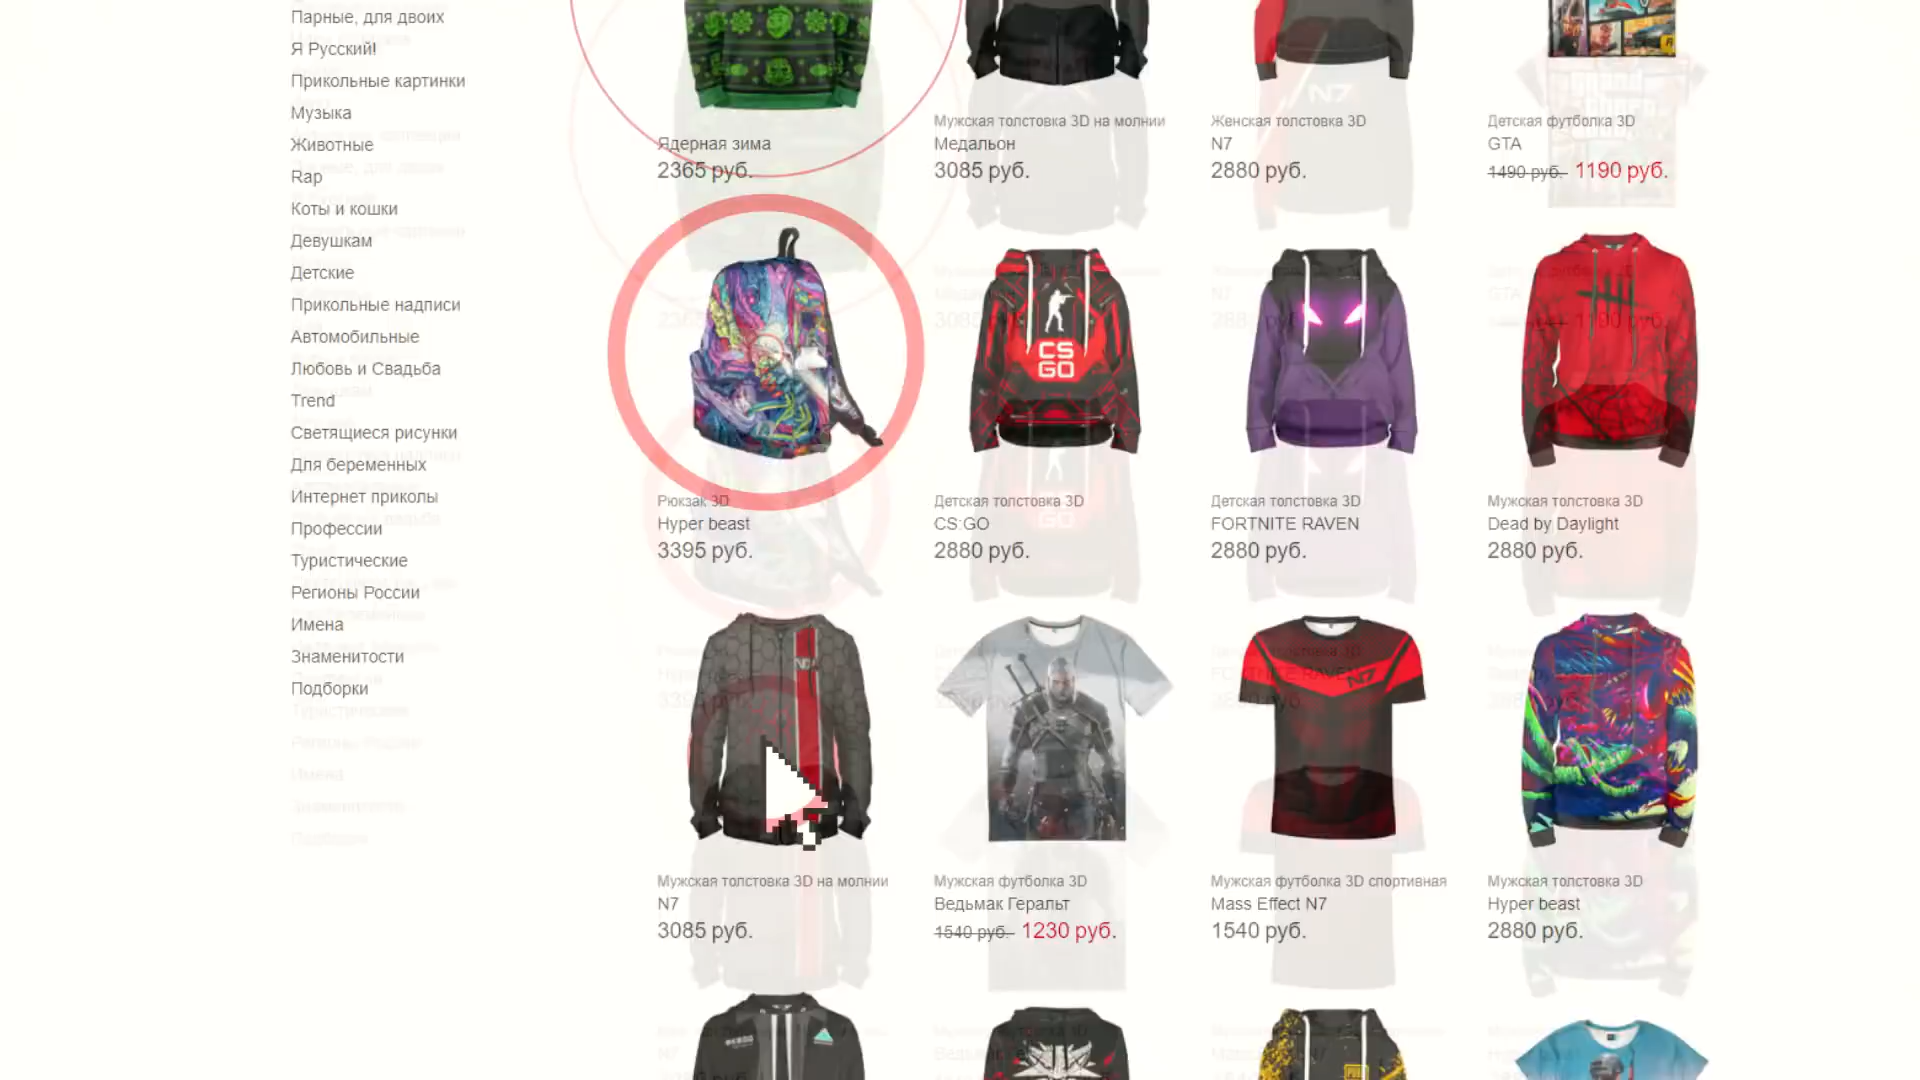 Парные, для двоих
Я Русский!
Прикольные картинки
Музыка
Животные
Rap
Коты и кошки
Девушкам
Детские
Прикольные надписи
Автомобильные
Любовь и Свадьба
Trend
Светящиеся рисунки
Для беременных
Интернет приколы
Профессии
Туристические
Регионы России
Имена
Знаменитости
Подборки
Ядерная зима
2365 руб.
Мужская толстовка 3D на молнии
Медальон
3085 руб.
Женская толстовка 3D
N7
2880 руб.
Детская футболка 3D
GTA
1490 руб. 1190 руб.
CS
GO
Рюкзак 3D
Hyper beast
3395 руб.
Детская толстовка 3D
CS:GO
2880 руб.
Детская толстовка 3D
FORTNITE RAVEN
2880 руб.
Мужская толстовка 3D
Dead by Daylight
2880 руб.
N7
N7
Мужская толстовка 3D на молнии
N7
3085 руб.
Мужская футболка 3D
Ведьмак Геральт
1540 руб. 1230 руб.
Мужская футболка 3D спортивная
Mass Effect N7
1540 руб.
Мужская толстовка 3D
Hyper beast
2880 руб.